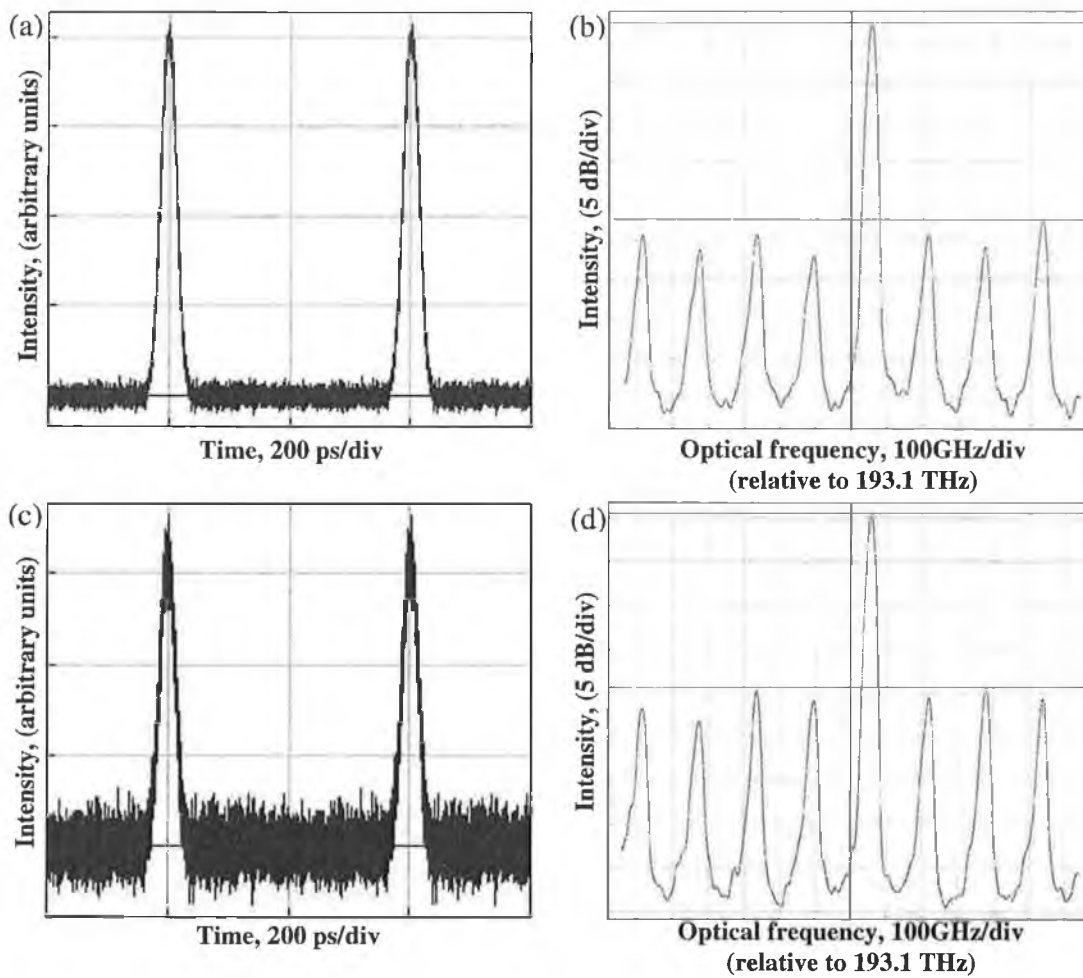 (a)
Intensity, (arbitrary units)
Time, 200 ps/div
(b)
Intensity, (5 dB/div)
Optical frequency, 100GHz/div
(relative to 193.1 THz)
(c)
Intensity, (arbitrary units)
Time, 200 ps/div
(d)
Intensity, (5 dB/div)
Optical frequency, 100GHz/div
(relative to 193.1 THz)